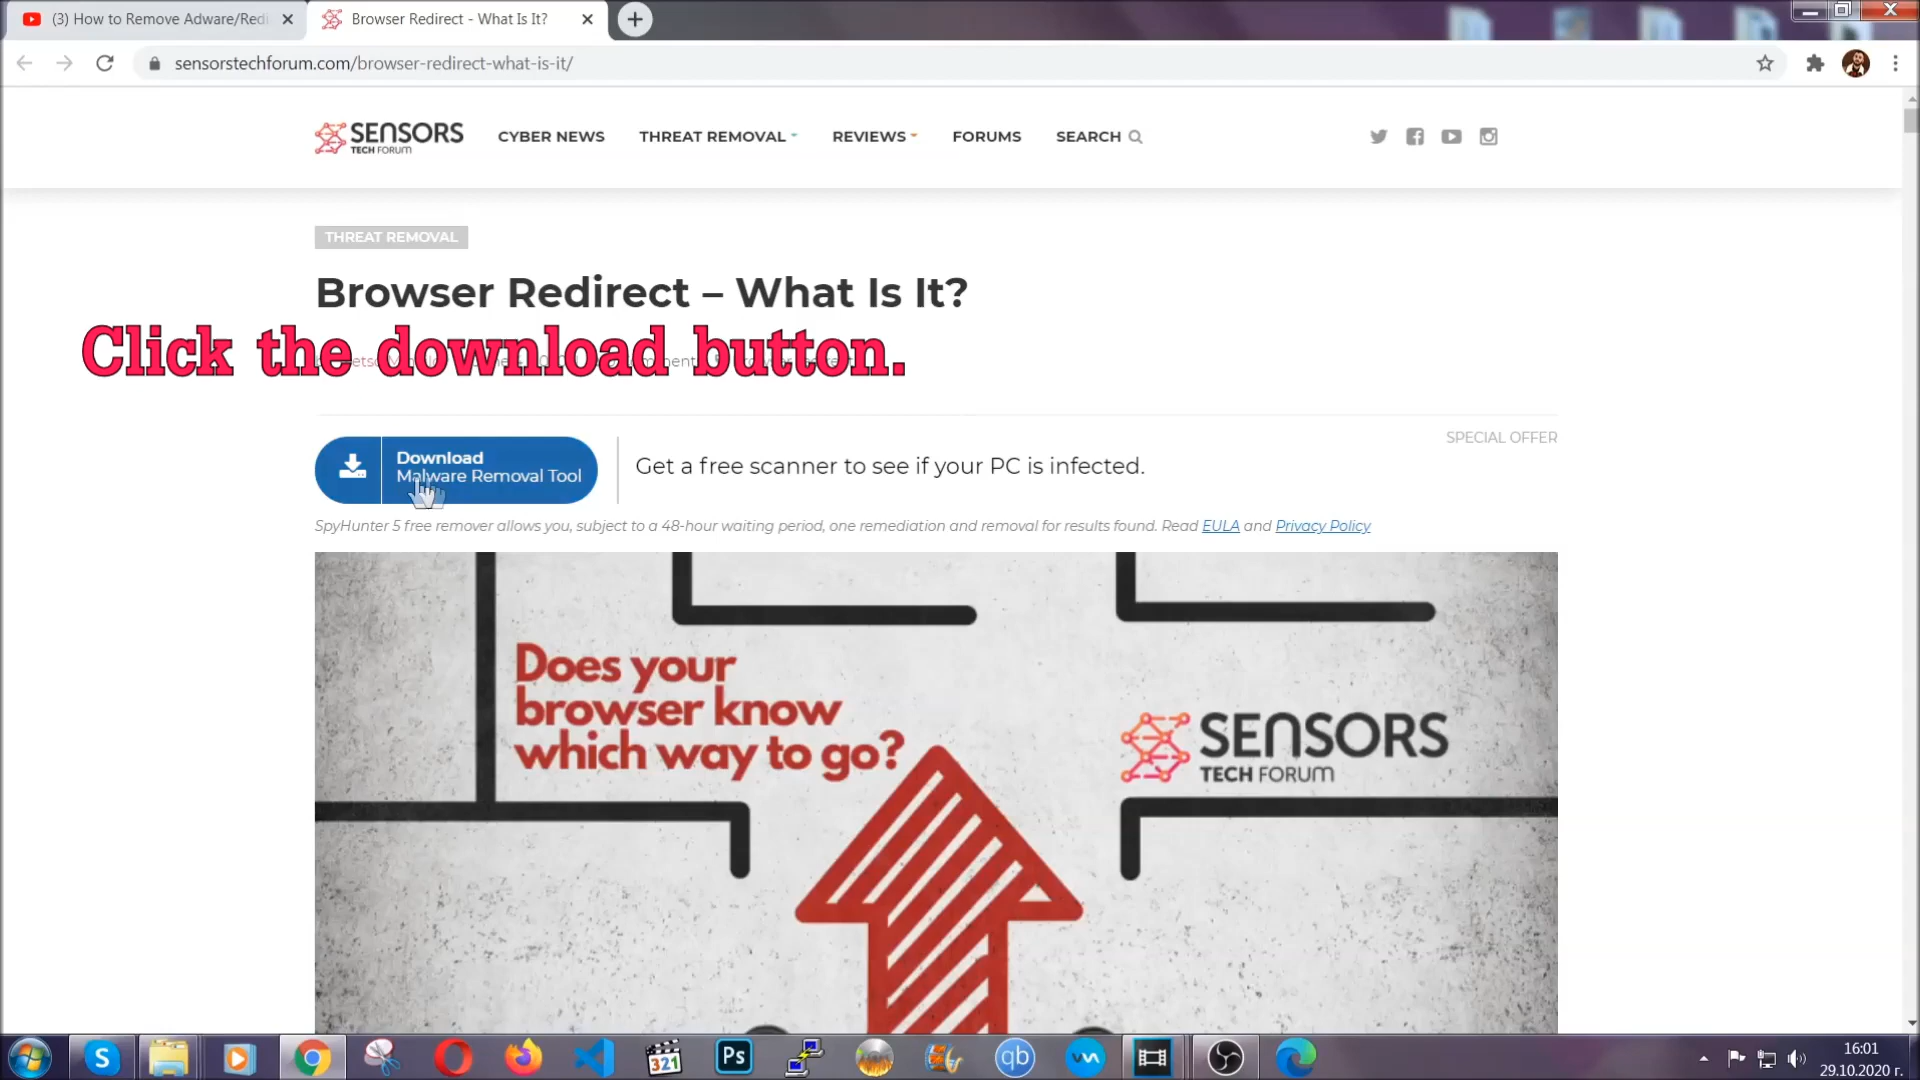 (3) How to Remove Adware/Redi
Browser Redirect - What Is It?
sensorstechforum.com/browser-redirect-what-is-it/
SENSORS
TECH FORUM
CYBER NEWS
THREAT REMOVAL
REVIEWS
FORUMS
SEARCH
THREAT REMOVAL
Browser Redirect – What Is It?
Click the download button.
SPECIAL OFFER
Download
Malware Removal Tool
Get a free scanner to see if your PC is infected.
SpyHunter 5 free remover allows you, subject to a 48-hour waiting period, one remediation and removal for results found. Read EULA and Privacy Policy
Does your
browser know
which way to go?
SENSORS
TECH FORUM
S
321
Ps
qb
16:01
29.10.2020 г.